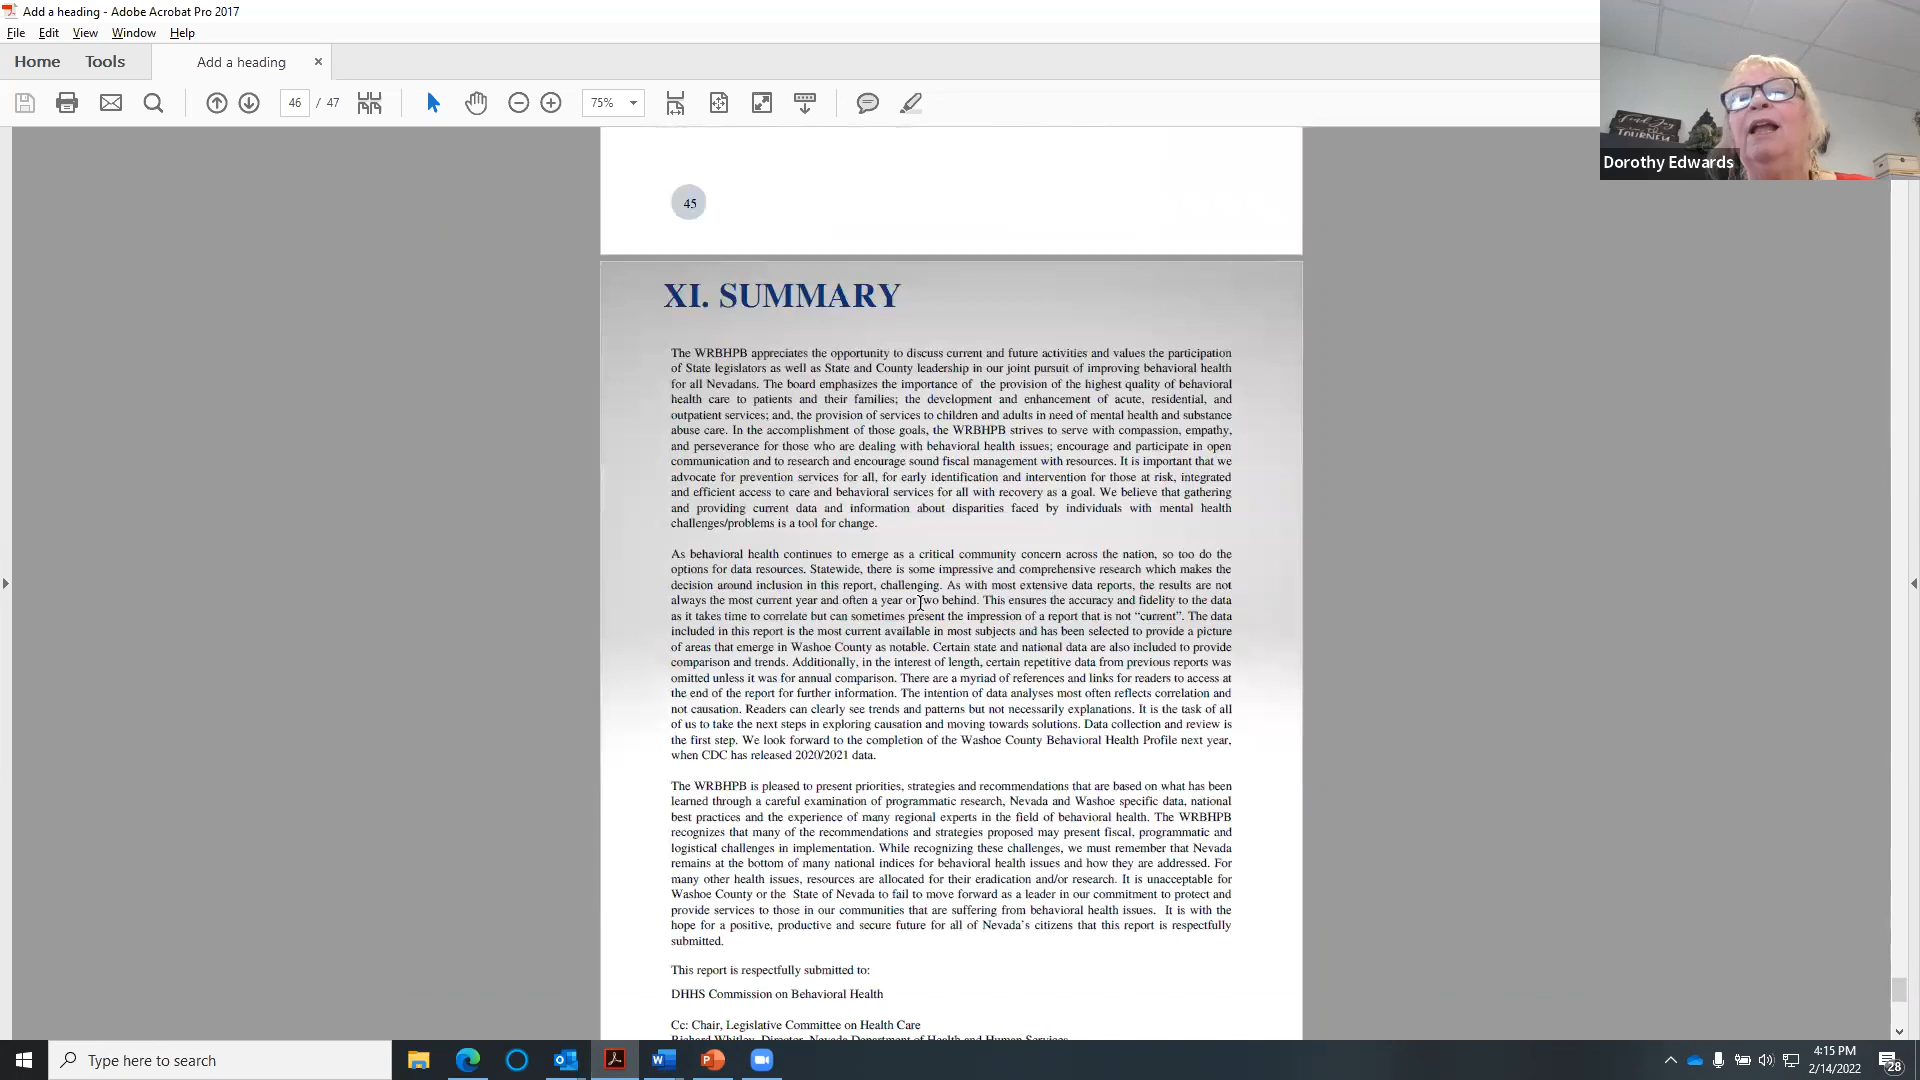 Add a heading - Adobe Acrobat Pro 2017
File Edit View Window Help
Home Tools Add a heading ×
46 / 47 75%
Dorothy Edwards
45
XI. SUMMARY
The WRBHPB appreciates the opportunity to discuss current and future activities and values the participation
of State legislators as well as State and County leadership in our joint pursuit of improving behavioral health
for all Nevadans. The board emphasizes the importance of the provision of the highest quality of behavioral
health care to patients and their families; the development and enhancement of acute, residential, and
outpatient services; and, the provision of services to children and adults in need of mental health and substance
abuse care. In the accomplishment of those goals, the WRBHPB strives to serve with compassion, empathy,
and perseverance for those who are dealing with behavioral health issues; encourage and participate in open
communication and to research and encourage sound fiscal management with resources. It is important that we
advocate for prevention services for all, for early identification and intervention for those at risk, integrated
and efficient access to care and behavioral services for all with recovery as a goal. We believe that gathering
and providing current data and information about disparities faced by individuals with mental health
challenges/problems is a tool for change.
As behavioral health continues to emerge as a critical community concern across the nation, so too do the
options for data resources. Statewide, there is some impressive and comprehensive research which makes the
decision around inclusion in this report, challenging. As with most extensive data reports, the results are not
always the most current year and often a year or two behind. This ensures the accuracy and fidelity to the data
as it takes time to correlate but can sometimes present the impression of a report that is not “current”. The data
included in this report is the most current available in most subjects and has been selected to provide a picture
of areas that emerge in Washoe County as notable. Certain state and national data are also included to provide
comparison and trends. Additionally, in the interest of length, certain repetitive data from previous reports was
omitted unless it was for annual comparison. There are a myriad of references and links for readers to access at
the end of the report for further information. The intention of data analyses most often reflects correlation and
not causation. Readers can clearly see trends and patterns but not necessarily explanations. It is the task of all
of us to take the next steps in exploring causation and moving towards solutions. Data collection and review is
the first step. We look forward to the completion of the Washoe County Behavioral Health Profile next year,
when CDC has released 2020/2021 data.
The WRBHPB is pleased to present priorities, strategies and recommendations that are based on what has been
learned through a careful examination of programmatic research, Nevada and Washoe specific data, national
best practices and the experience of many regional experts in the field of behavioral health. The WRBHPB
recognizes that many of the recommendations and strategies proposed may present fiscal, programmatic and
logistical challenges in implementation. While recognizing these challenges, we must remember that Nevada
remains at the bottom of many national indices for behavioral health issues and how they are addressed. For
many other health issues, resources are allocated for their eradication and/or research. It is unacceptable for
Washoe County or the State of Nevada to fail to move forward as a leader in our commitment to protect and
provide services to those in our communities that are suffering from behavioral health issues. It is with the
hope for a positive, productive and secure future for all of Nevada's citizens that this report is respectfully
submitted.
This report is respectfully submitted to:
DHHS Commission on Behavioral Health
Cc: Chair, Legislative Committee on Health Care
Richard Whitley, Director, Nevada Department of Health and Human Services
Type here to search
4:15 PM
2/14/2022
28